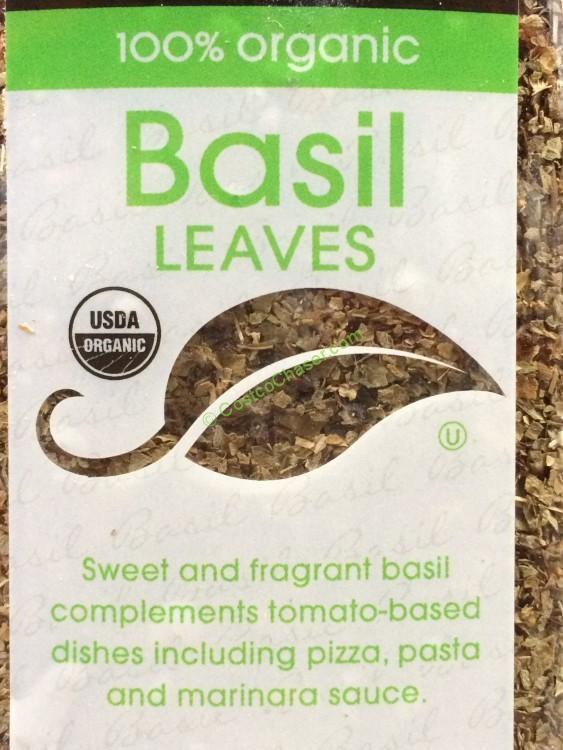 100% organic
Basil
LEAVES
USDA
ORGANIC
©CostcoChaser.com
U
Sweet and fragrant basil
complements tomato-based
dishes including pizza, pasta
and marinara sauce.